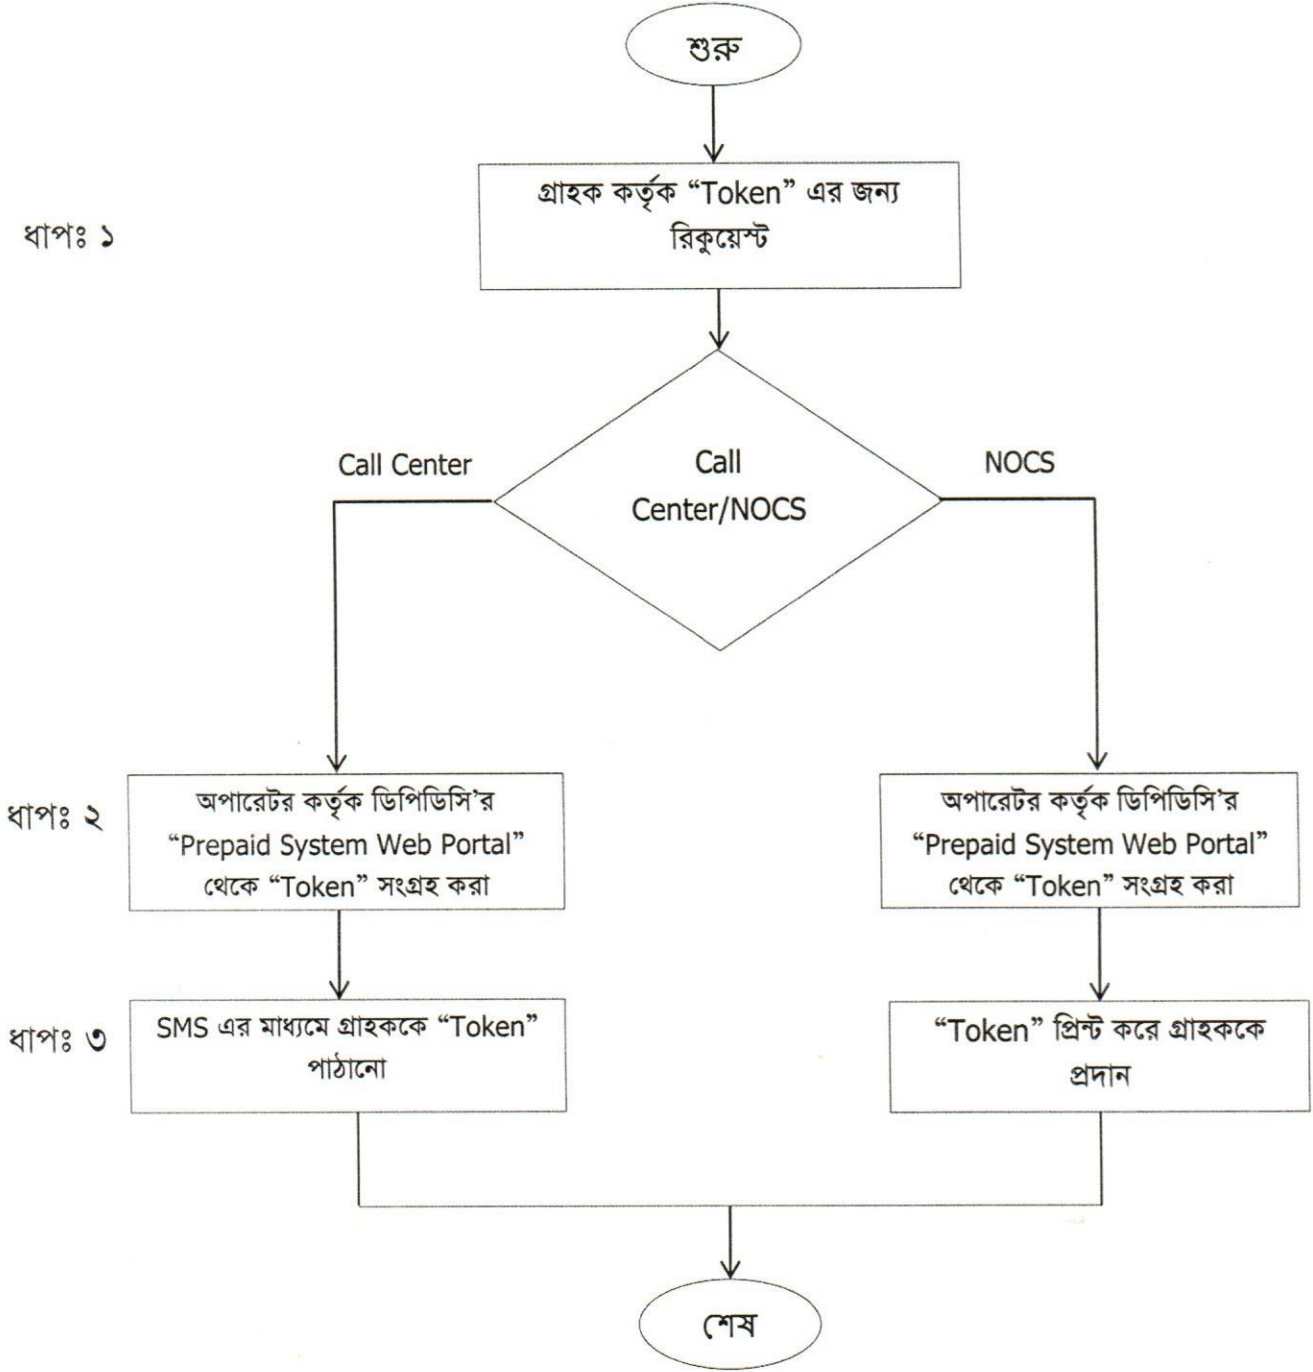 শুরু
ধাপঃ ১
গ্রাহক কর্তৃক “Token” এর জন্য
রিকুয়েস্ট
Call Center
Call
Center/NOCS
NOCS
ধাপঃ ২
অপারেটর কর্তৃক ডিপিডিসি’র
“Prepaid System Web Portal”
থেকে “Token” সংগ্রহ করা
অপারেটর কর্তৃক ডিপিডিসি’র
“Prepaid System Web Portal”
থেকে “Token” সংগ্রহ করা
ধাপঃ ৩
SMS এর মাধ্যমে গ্রাহককে “Token”
পাঠানো
“Token” প্রিন্ট করে গ্রাহককে
প্রদান
শেষ